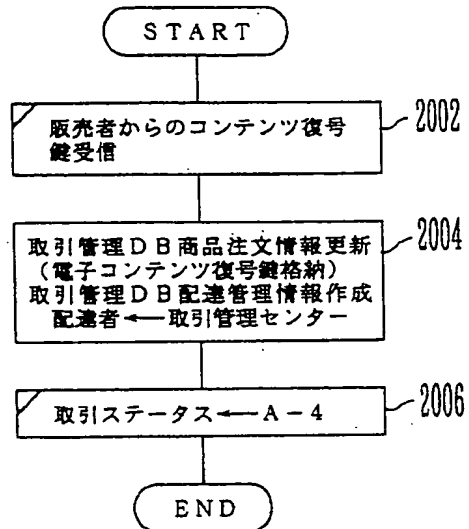 START
販売者からのコンテンツ復号
鍵受信
2002
取引管理DB商品注文情報更新
(電子コンテンツ復号鍵格納)
取引管理DB配達管理情報作成
配達者←取引管理センター
2004
取引ステータス←A-4
2006
END